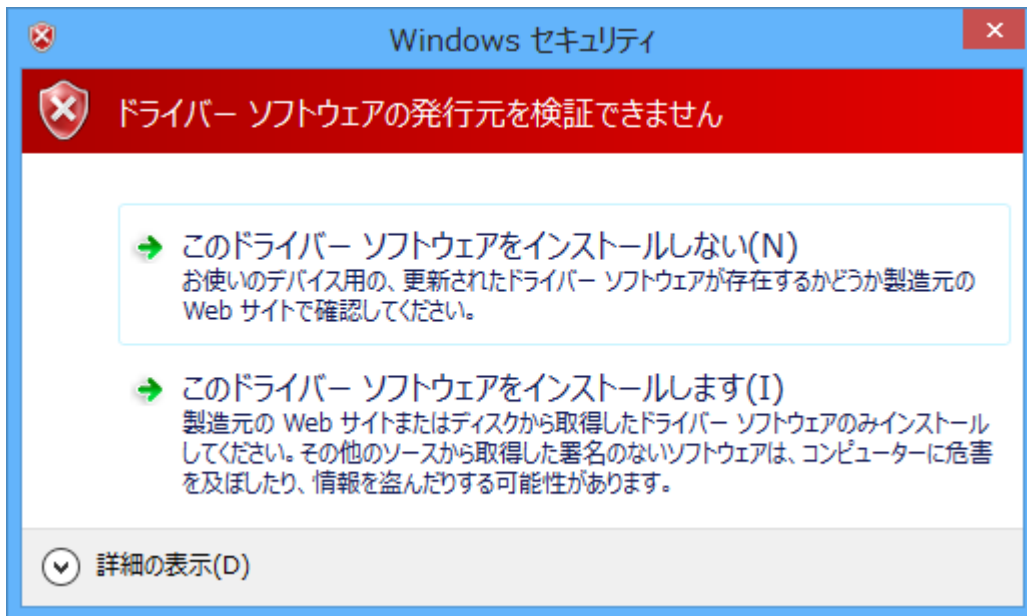 Windows セキュリティ
ドライバー ソフトウェアの発行元を検証できません
このドライバー ソフトウェアをインストールしない(N)
お使いのデバイス用の、更新されたドライバー ソフトウェアが存在するかどうか製造元の
Web サイトで確認してください。
このドライバー ソフトウェアをインストールします(I)
製造元の Web サイトまたはディスクから取得したドライバー ソフトウェアのみインストール
してください。その他のソースから取得した署名のないソフトウェアは、コンピューターに危害
を及ぼしたり、情報を盗んだりする可能性があります。
詳細の表示(D)